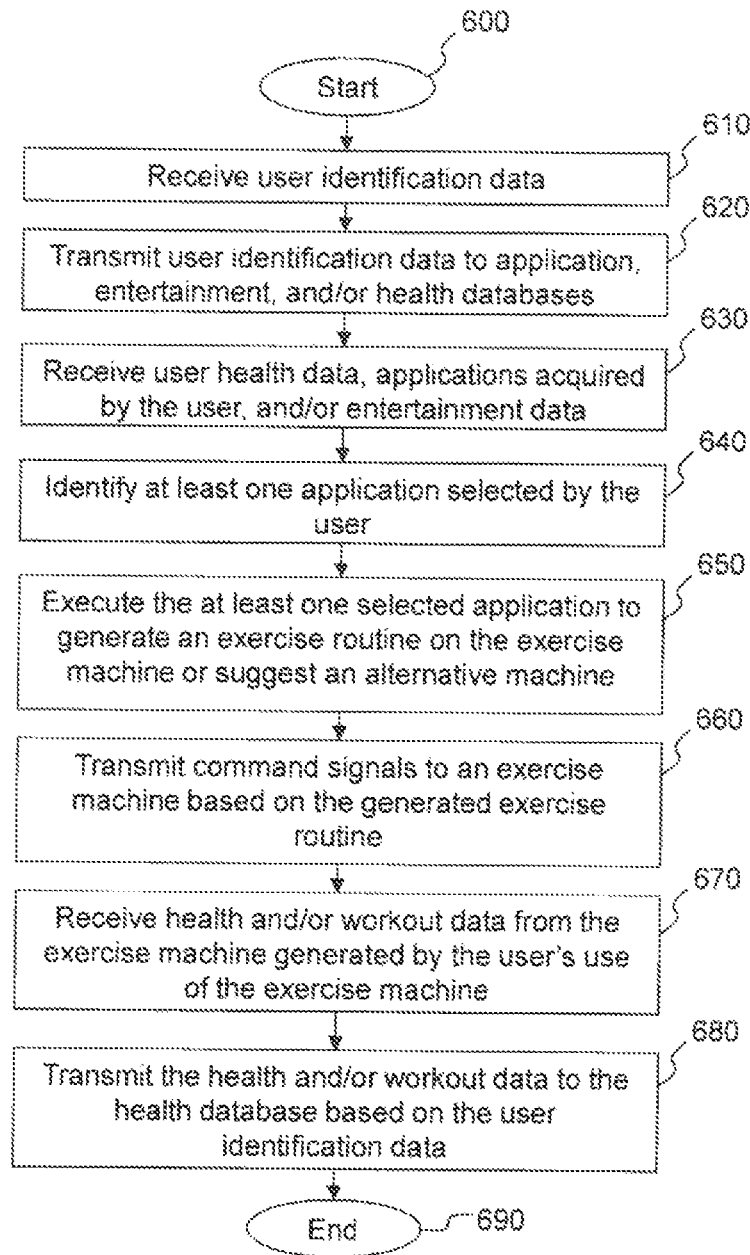 600
Start
610
Receive user identification data
620
Transmit user identification data to application,
entertainment, and/or health databases
630
Receive user health data, applications acquired
by the user, and/or entertainment data
640
Identify at least one application selected by the
user
650
Execute the at least one selected application to
generate an exercise routine on the exercise
machine or suggest an alternative machine
660
Transmit command signals to an exercise
machine based on the generated exercise
routine
670
Receive health and/or workout data from the
exercise machine generated by the user's use
of the exercise machine
680
Transmit the health and/or workout data to the
health database based on the user
identification data
End
690